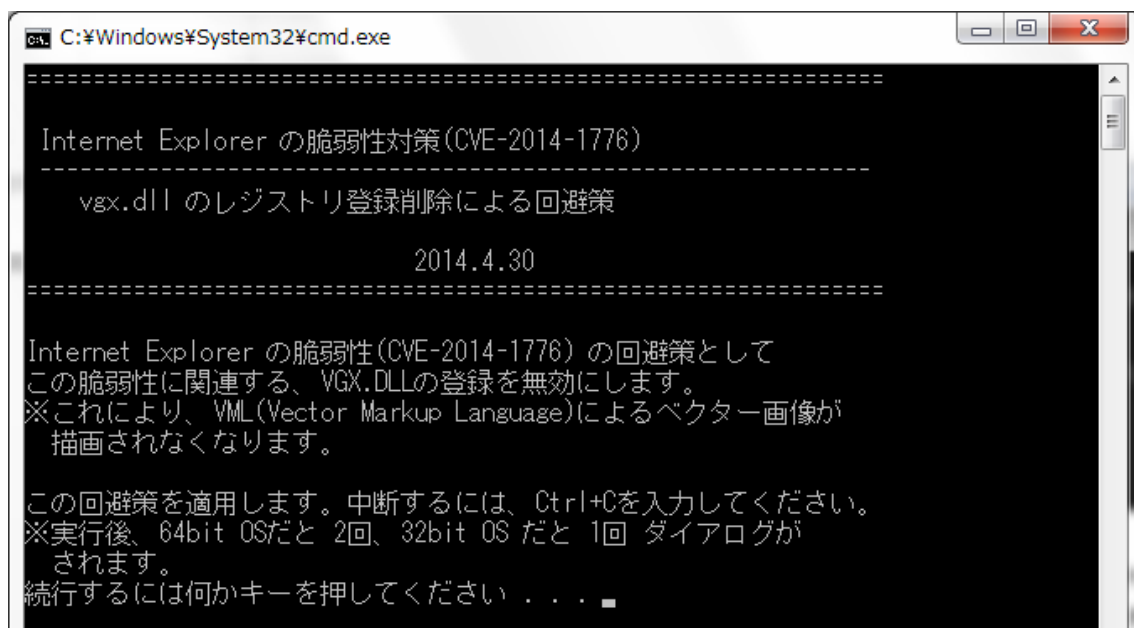 C:¥Windows¥System32¥cmd.exe
================================================================
Internet Explorer の脆弱性対策(CVE-2014-1776)
--------------------------------------------------------------
vgx.dll のレジストリ登録削除による回避策
2014.4.30
================================================================
Internet Explorer の脆弱性(CVE-2014-1776) の回避策として
この脆弱性に関連する、VGX.DLLの登録を無効にします。
※これにより、VML(Vector Markup Language)によるベクター画像が
描画されなくなります。
この回避策を適用します。中断するには、Ctrl+Cを入力してください。
※実行後、64bit OSだと 2回、32bit OS だと 1回 ダイアログが
されます。
続行するには何かキーを押してください . . .